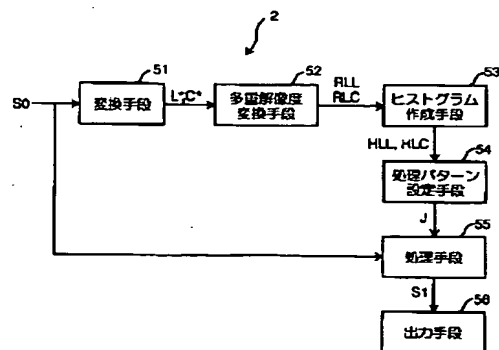 2
51
52
53
S0
変換手段
L*,C*
多重解像度
変換手段
RLL
RLC
ヒストグラム
作成手段
HLL, HLC
54
処理パターン
設定手段
J
55
処理手段
S1
56
出力手段